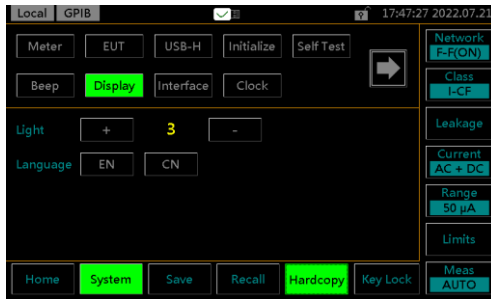 Local GPIB 17:47:27 2022.07.21
Meter EUT USB-H Initialize Self Test
Beep Display Interface Clock
Light + 3 -
Language EN CN
Network
F-F(ON)
Class
I-CF
Leakage
Current
AC + DC
Range
50 μA
Limits
Meas
AUTO
Home System Save Recall Hardcopy Key Lock